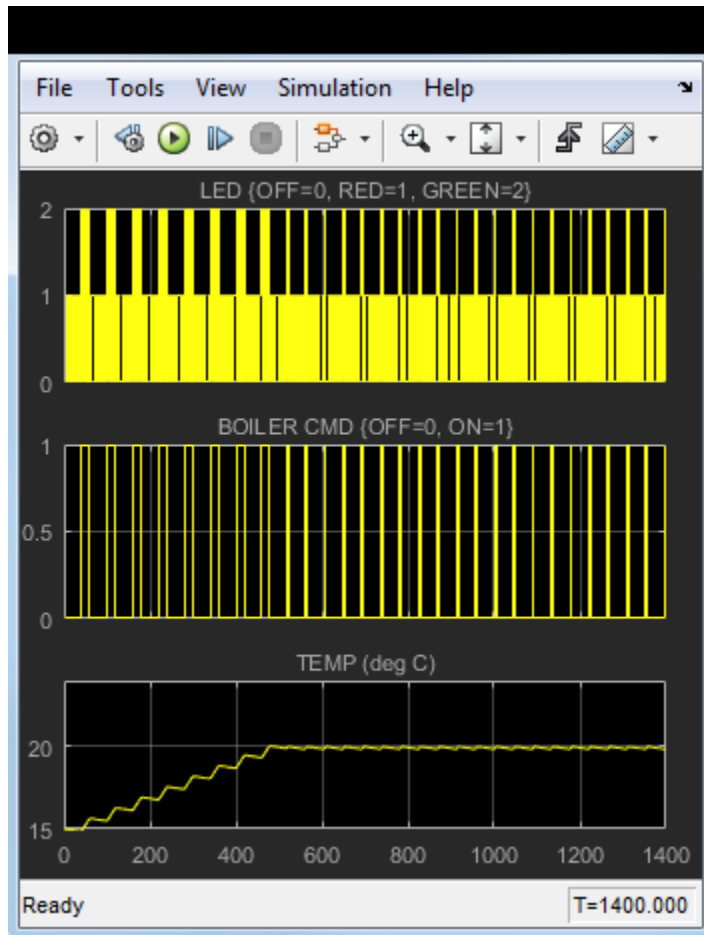 File Tools View Simulation Help
LED {OFF=0, RED=1, GREEN=2}
2
1
0
BOILER CMD {OFF=0, ON=1}
1
0.5
0
TEMP (deg C)
20
15
0 200 400 600 800 1000 1200 1400
Ready T=1400.000